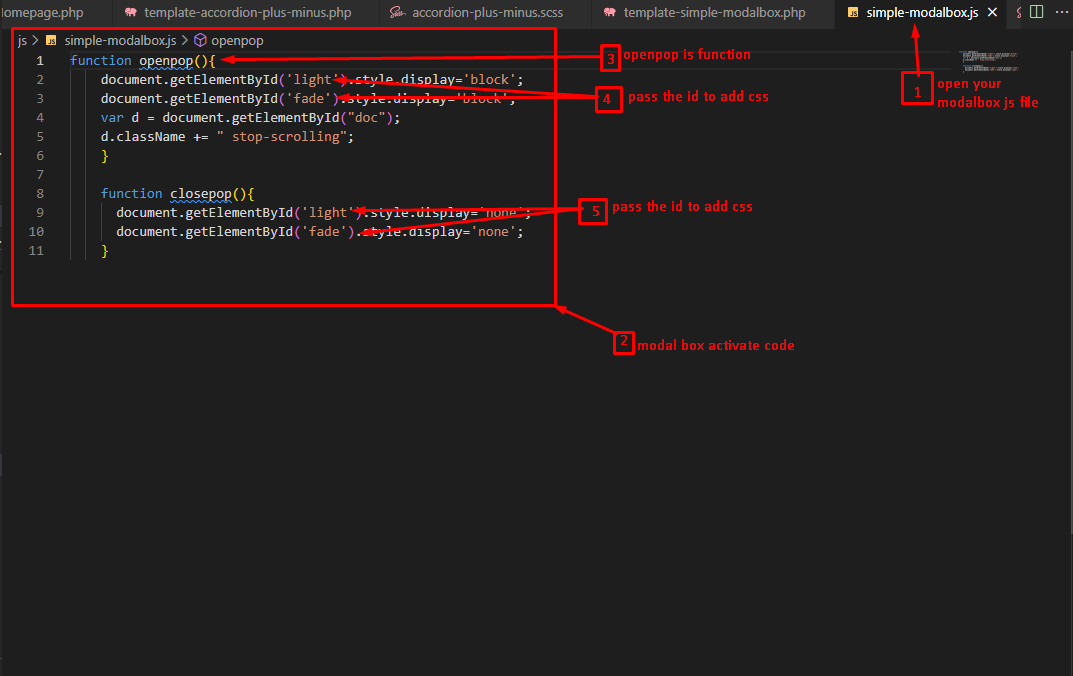 lomepage.php template-accordion-plus-minus.php accordion-plus-minus.scss template-simple-modalbox.php JS simple-modalbox.js
js > JS simple-modalbox.js > openpop
1 function openpop(){
2 document.getElementById('light').style.display='block';
3 document.getElementById('fade').style.display='block';
4 var d = document.getElementById("doc");
5 d.className += " stop-scrolling";
6 }
7
8 function closepop(){
9 document.getElementById('light').style.display='none';
10 document.getElementById('fade').style.display='none';
11 }
3 openpop is function
4 pass the id to add css
1 open your
modalbox js file
5 pass the id to add css
2 modal box activate code